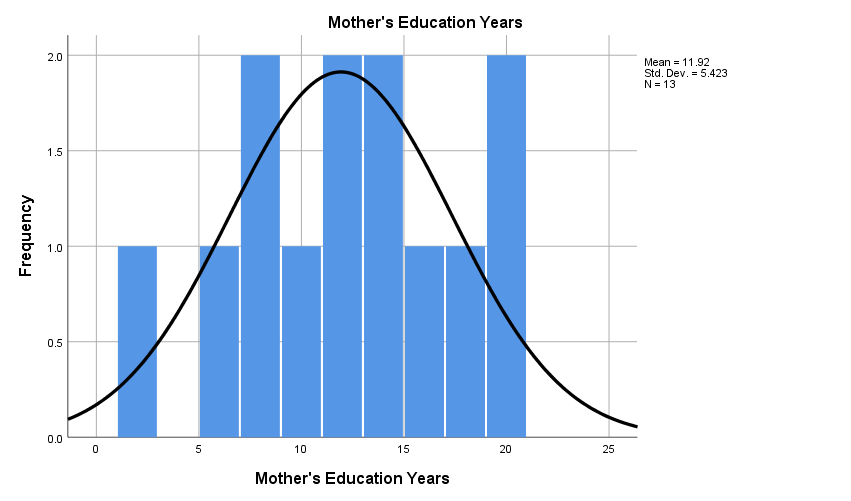 Mother's Education Years
Mean = 11.92
Std. Dev. = 5.423
N = 13
2.0
1.5
1.0
0.5
0.0
Frequency
0 5 10 15 20 25
Mother's Education Years